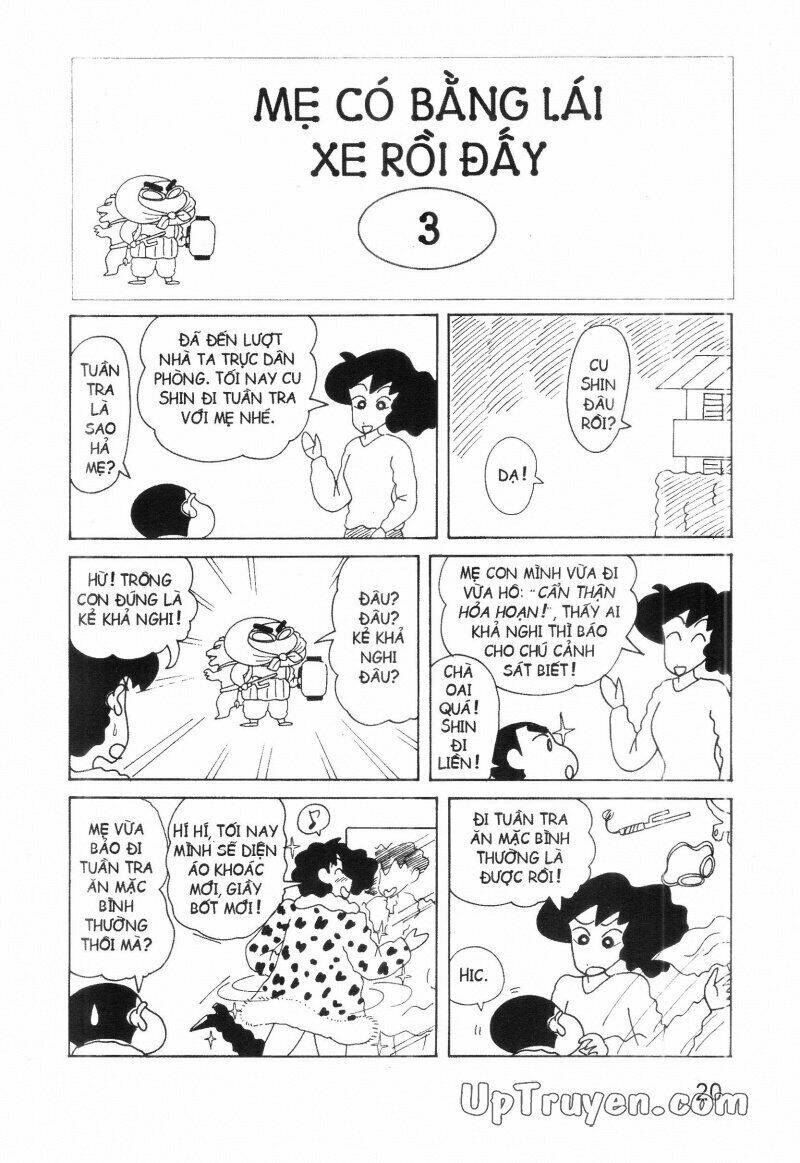 MẸ CÓ BẰNG LÁI
XE RỒI ĐẤY
3
CU
SHIN
ĐÂU
RỒI?
DẠ!
ĐÃ ĐẾN LƯỢT
NHÀ TA TRỰC DÂN
PHÒNG. TỐI NAY CU
SHIN ĐI TUẦN TRA
VỚI MẸ NHÉ.
TUẦN
TRA
LÀ
SAO
HẢ
MẸ?
MẸ CON MÌNH VỪA ĐI
VỪA HÔ: "CẨN THẬN
HỎA HOẠN!", THẤY AI
KHẢ NGHI THÌ BÁO
CHO CHÚ CẢNH
SÁT BIẾT!
CHÀ
OAI
QUÁ!
SHIN
ĐI
LIỀN!
ĐÂU?
ĐÂU?
KẺ KHẢ
NGHI
ĐÂU?
HỪ! TRÔNG
CON ĐÚNG LÀ
KẺ KHẢ NGHI!
ĐI TUẦN TRA
ĂN MẶC BÌNH
THƯỜNG LÀ
ĐƯỢC RỒI!
HIC.
HÍ HÍ, TỐI NAY
MÌNH SẼ DIỆN
ÁO KHOÁC
MỚI, GIẦY
BỐT MỚI!
MẸ VỪA
BẢO ĐI
TUẦN TRA
ĂN MẶC
BÌNH
THƯỜNG
THÔI MÀ?
20
UpTruyen.com